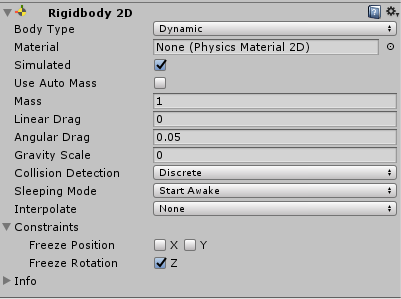 Rigidbody 2D
Body Type Dynamic
Material None (Physics Material 2D)
Simulated
Use Auto Mass
Mass 1
Linear Drag 0
Angular Drag 0.05
Gravity Scale 0
Collision Detection Discrete
Sleeping Mode Start Awake
Interpolate None
Constraints
Freeze Position X Y
Freeze Rotation Z
Info